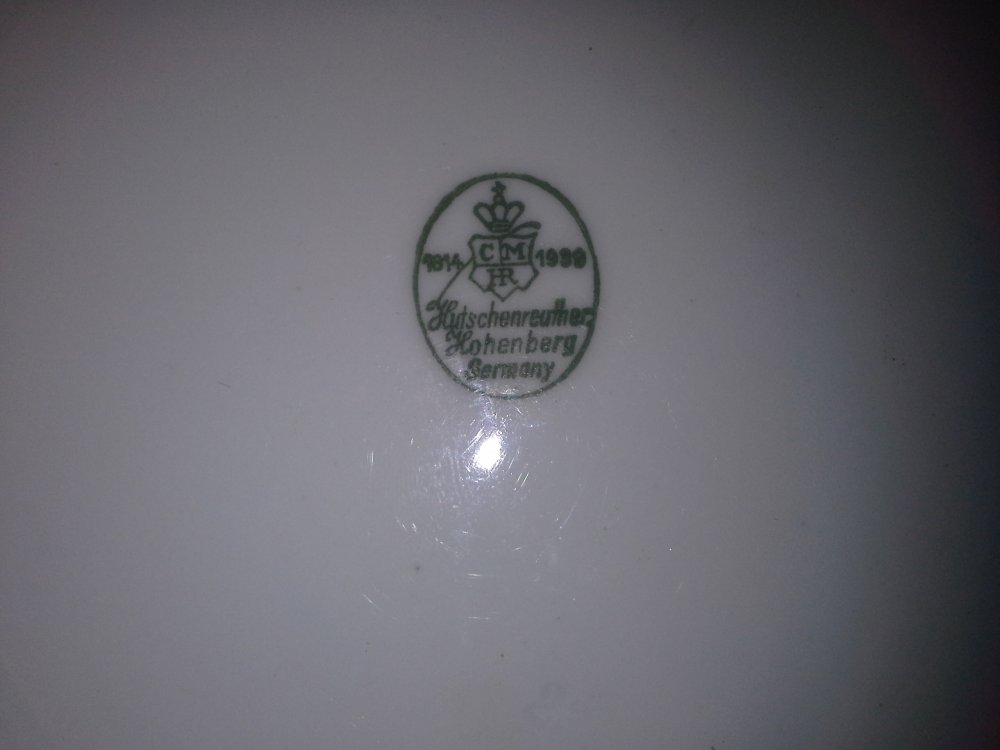 C M
1814 1939
HR
Hutschenreuther
Hohenberg
Germany